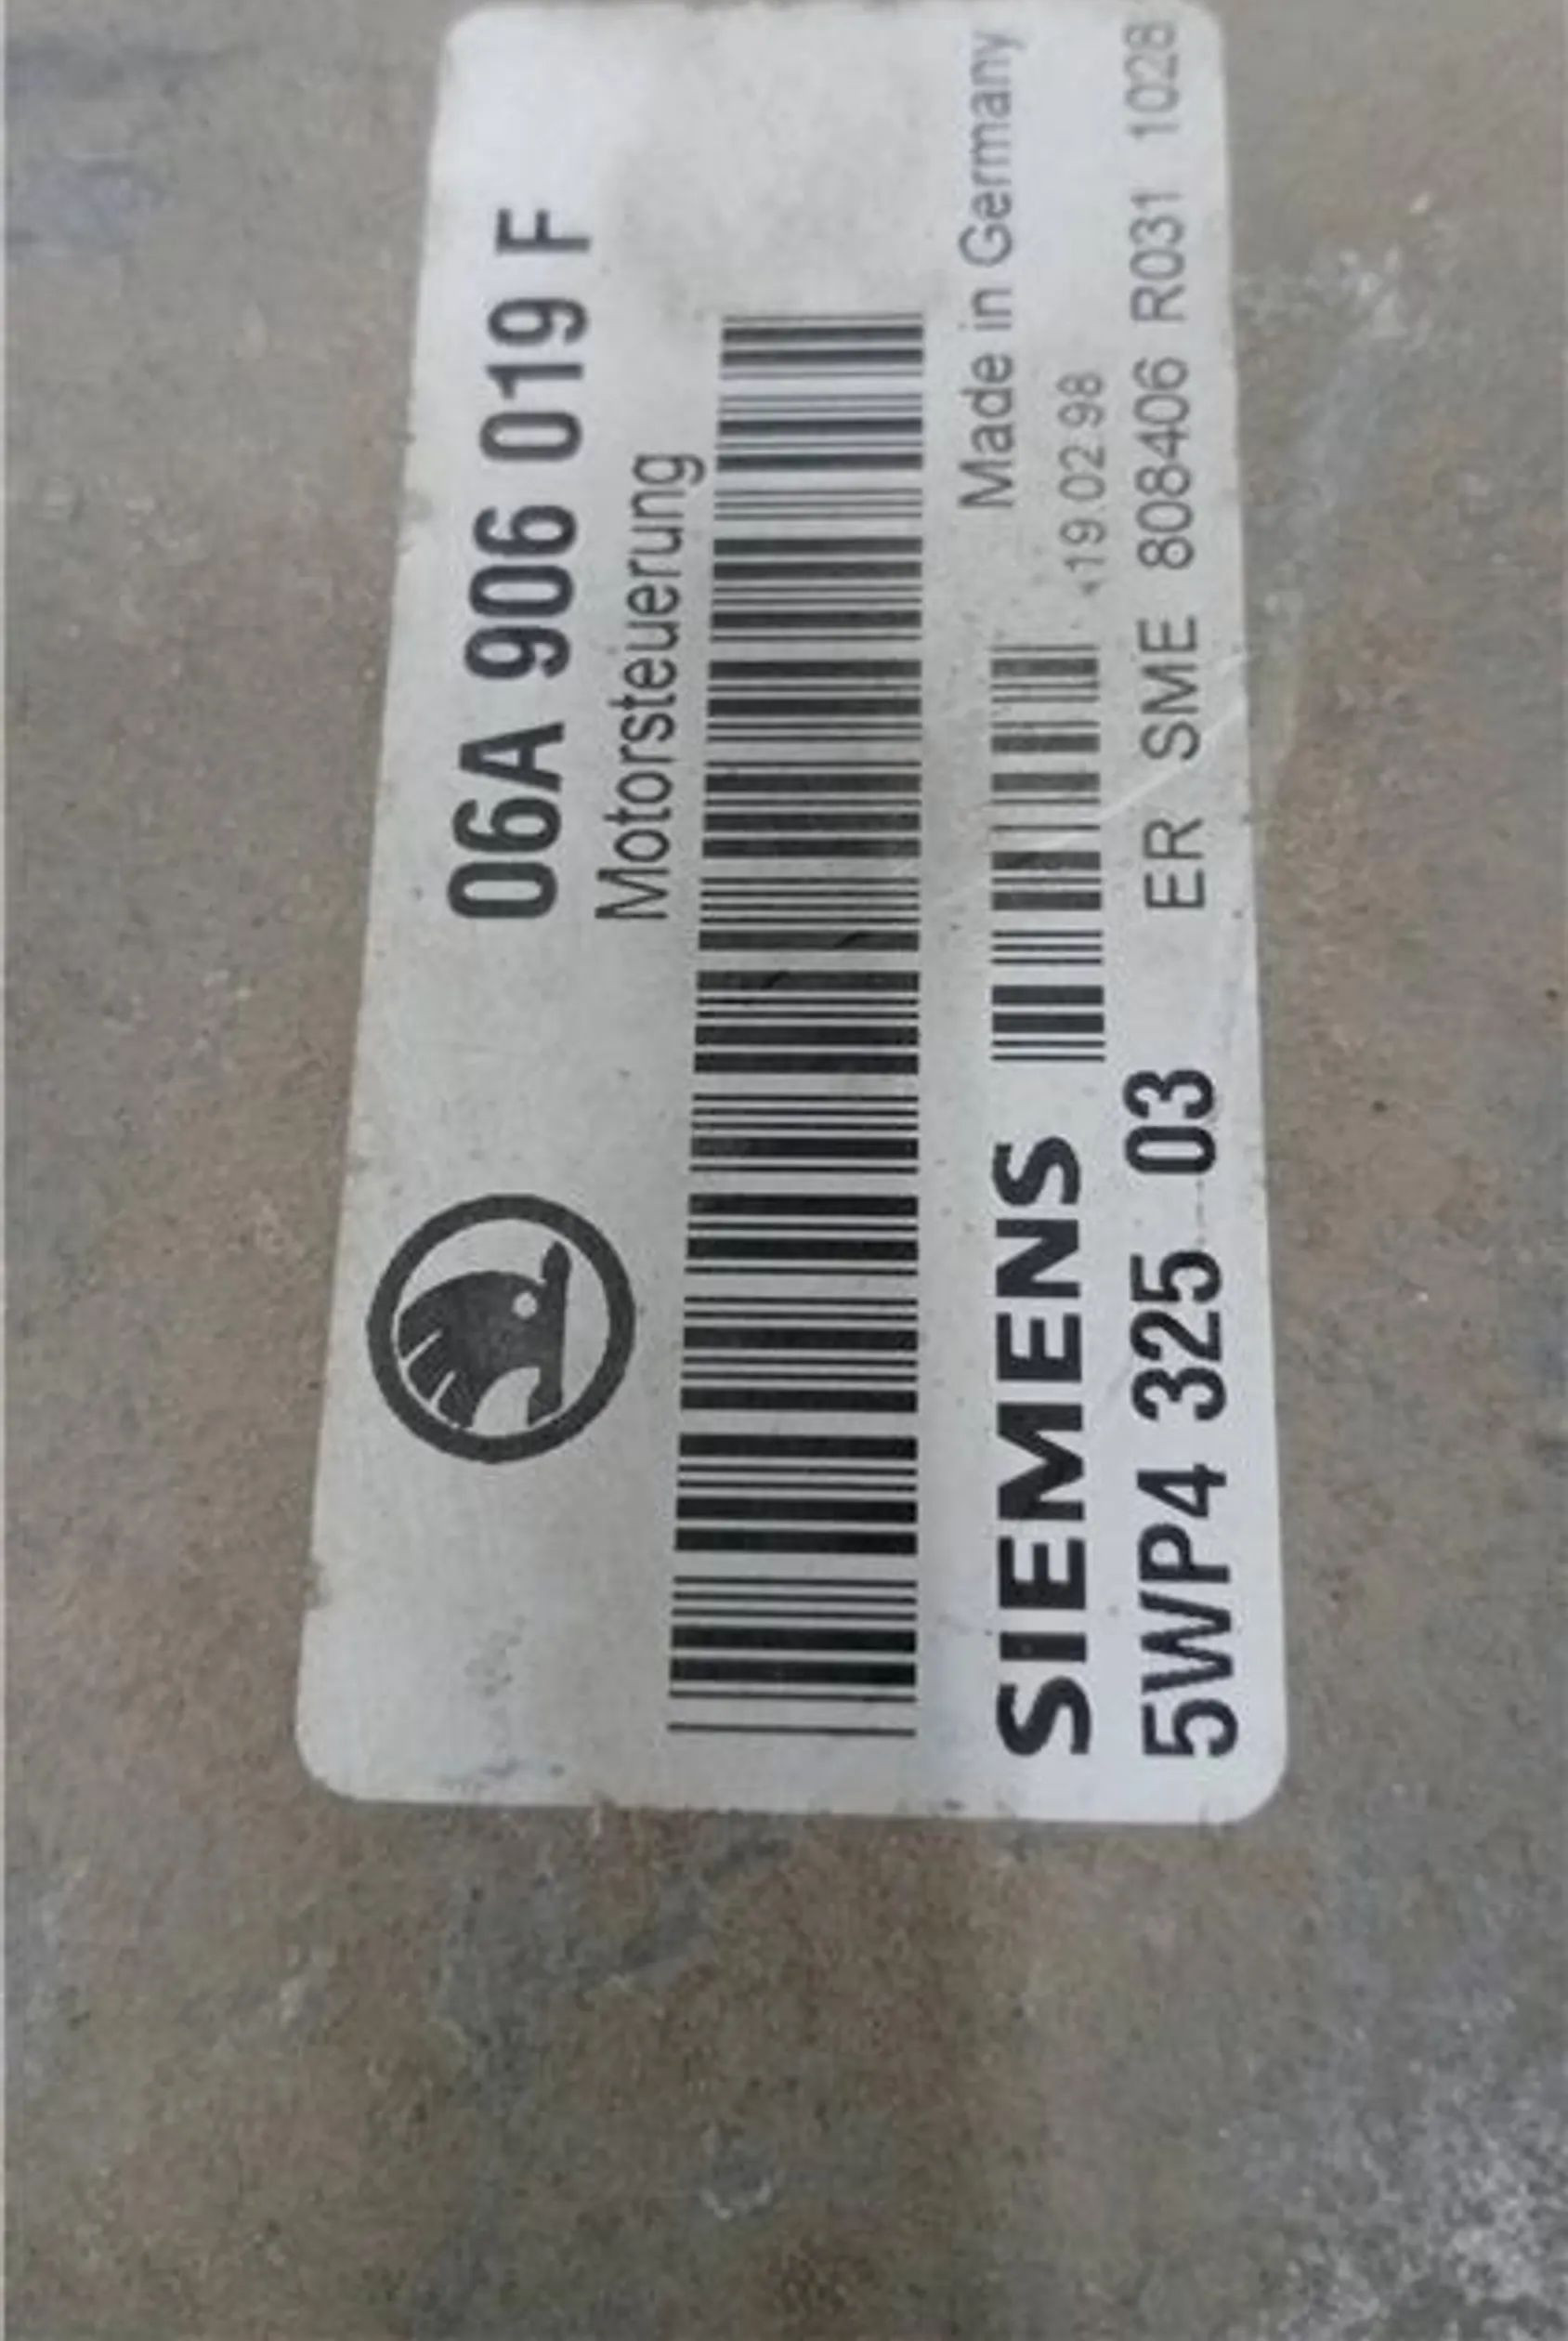 06A 906 019 F
Motorsteuerung
Made in Germany
SIEMENS
19.02.98
5WP4 325 03
ER SME 808406 R031 1028